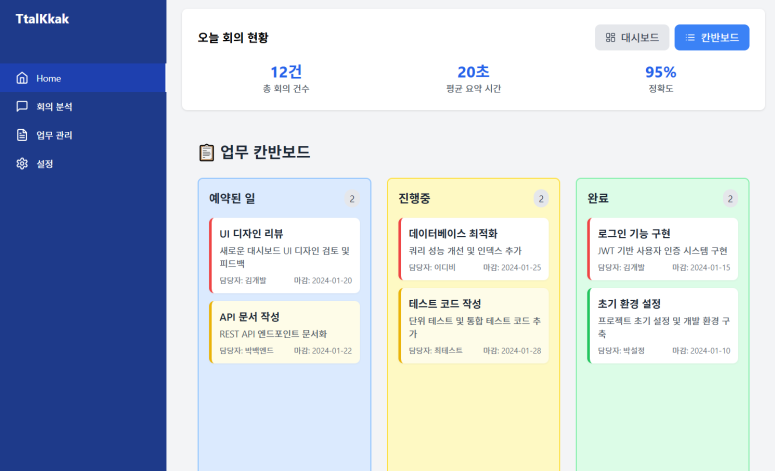 TtalKkak
Home
회의 분석
업무 관리
설정
오늘 회의 현황
대시보드
칸반보드
12건
총 회의 건수
20초
평균 요약 시간
95%
정확도
업무 칸반보드
예약된 일
2
UI 디자인 리뷰
새로운 대시보드 UI 디자인 검토 및
피드백
담당자: 김개발
마감: 2024-01-20
API 문서 작성
REST API 엔드포인트 문서화
담당자: 박백엔드
마감: 2024-01-22
진행중
2
데이터베이스 최적화
쿼리 성능 개선 및 인덱스 추가
담당자: 이디비
마감: 2024-01-25
테스트 코드 작성
단위 테스트 및 통합 테스트 코드 추
가
담당자: 최테스트
마감: 2024-01-28
완료
2
로그인 기능 구현
JWT 기반 사용자 인증 시스템 구현
담당자: 김개발
마감: 2024-01-15
초기 환경 설정
프로젝트 초기 설정 및 개발 환경 구
축
담당자: 박설정
마감: 2024-01-10